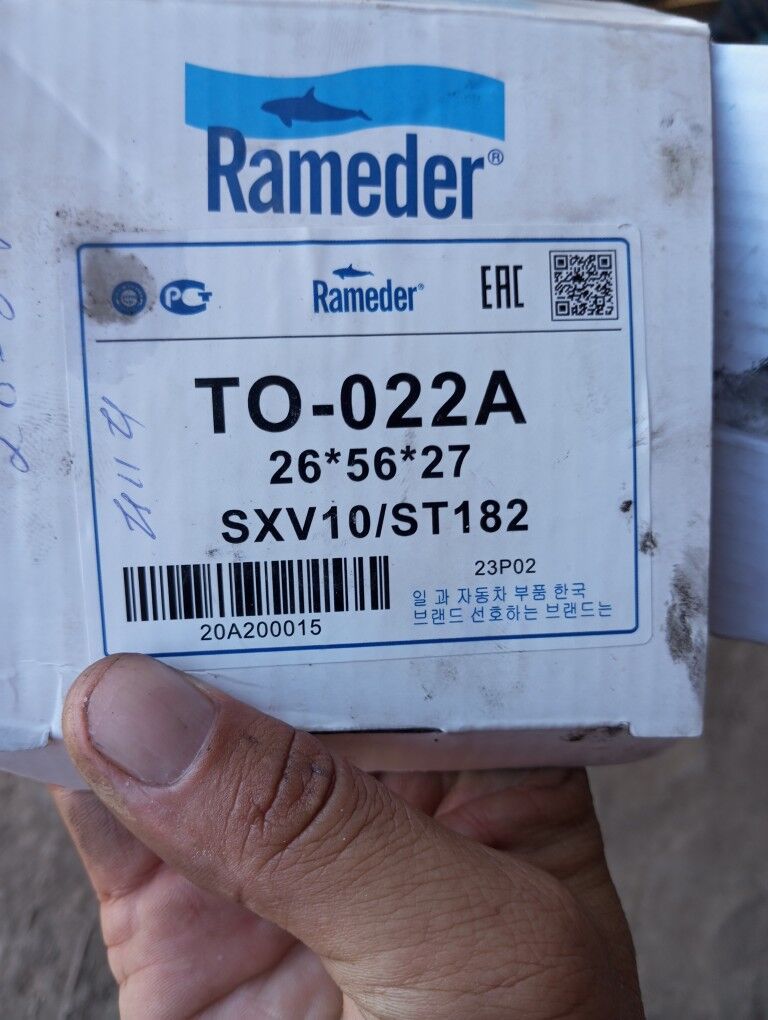 Rameder®
РСТ Rameder® EAC
TO-022A
26*56*27
SXV10/ST182
23P02
일 과 자동차 부품 한국
브랜드 선호하는 브랜드는
20A200015